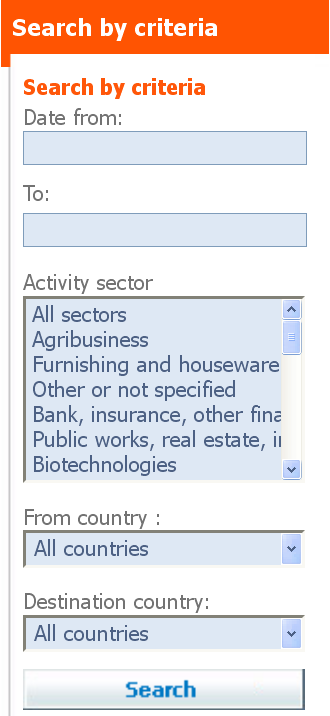 Search by criteria
Search by criteria
Date from:
To:
Activity sector
All sectors
Agribusiness
Furnishing and houseware
Other or not specified
Bank, insurance, other fina
Public works, real estate, i
Biotechnologies
From country :
All countries
Destination country:
All countries
Search